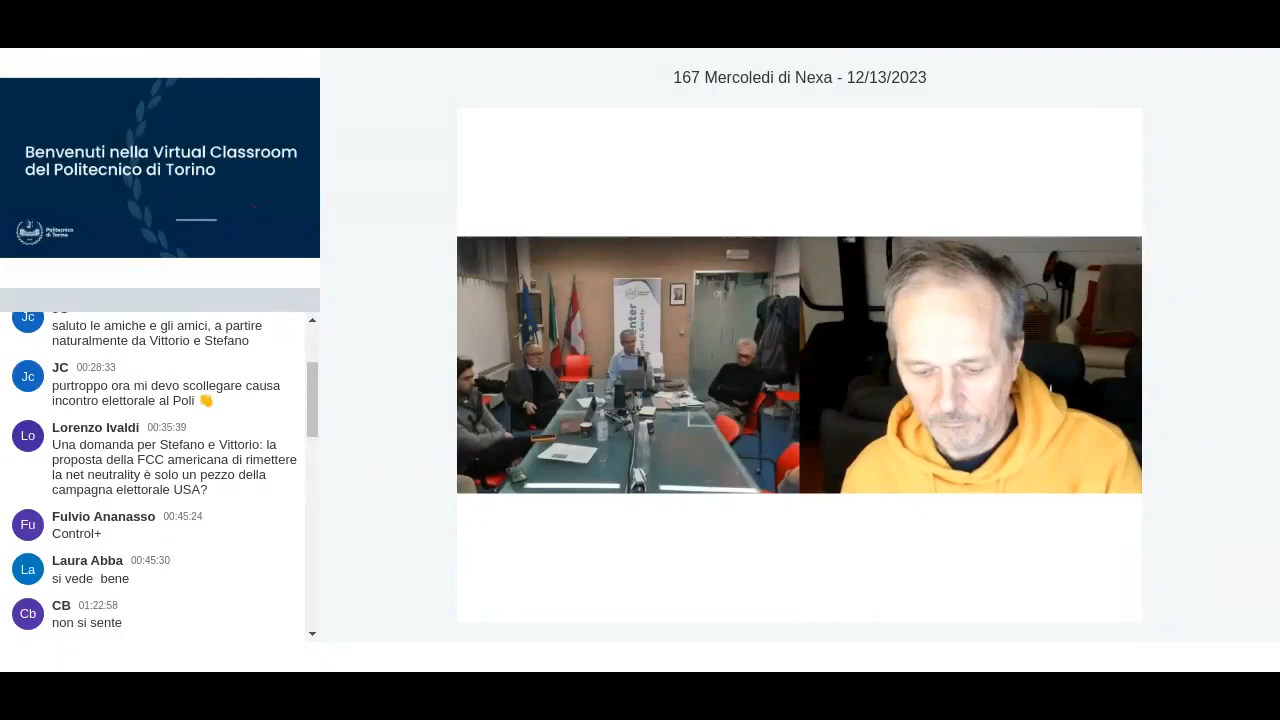 167 Mercoledi di Nexa - 12/13/2023
Benvenuti nella Virtual Classroom
del Politecnico di Torino
Politecnico
di Torino
Jc
saluto le amiche e gli amici, a partire
naturalmente da Vittorio e Stefano
Jc
JC 00:28:33
purtroppo ora mi devo scollegare causa
incontro elettorale al Poli 👏
Lo
Lorenzo Ivaldi 00:35:39
Una domanda per Stefano e Vittorio: la
proposta della FCC americana di rimettere
la net neutrality è solo un pezzo della
campagna elettorale USA?
Fu
Fulvio Ananasso 00:45:24
Control+
La
Laura Abba 00:45:30
si vede  bene
Cb
CB 01:22:58
non si sente